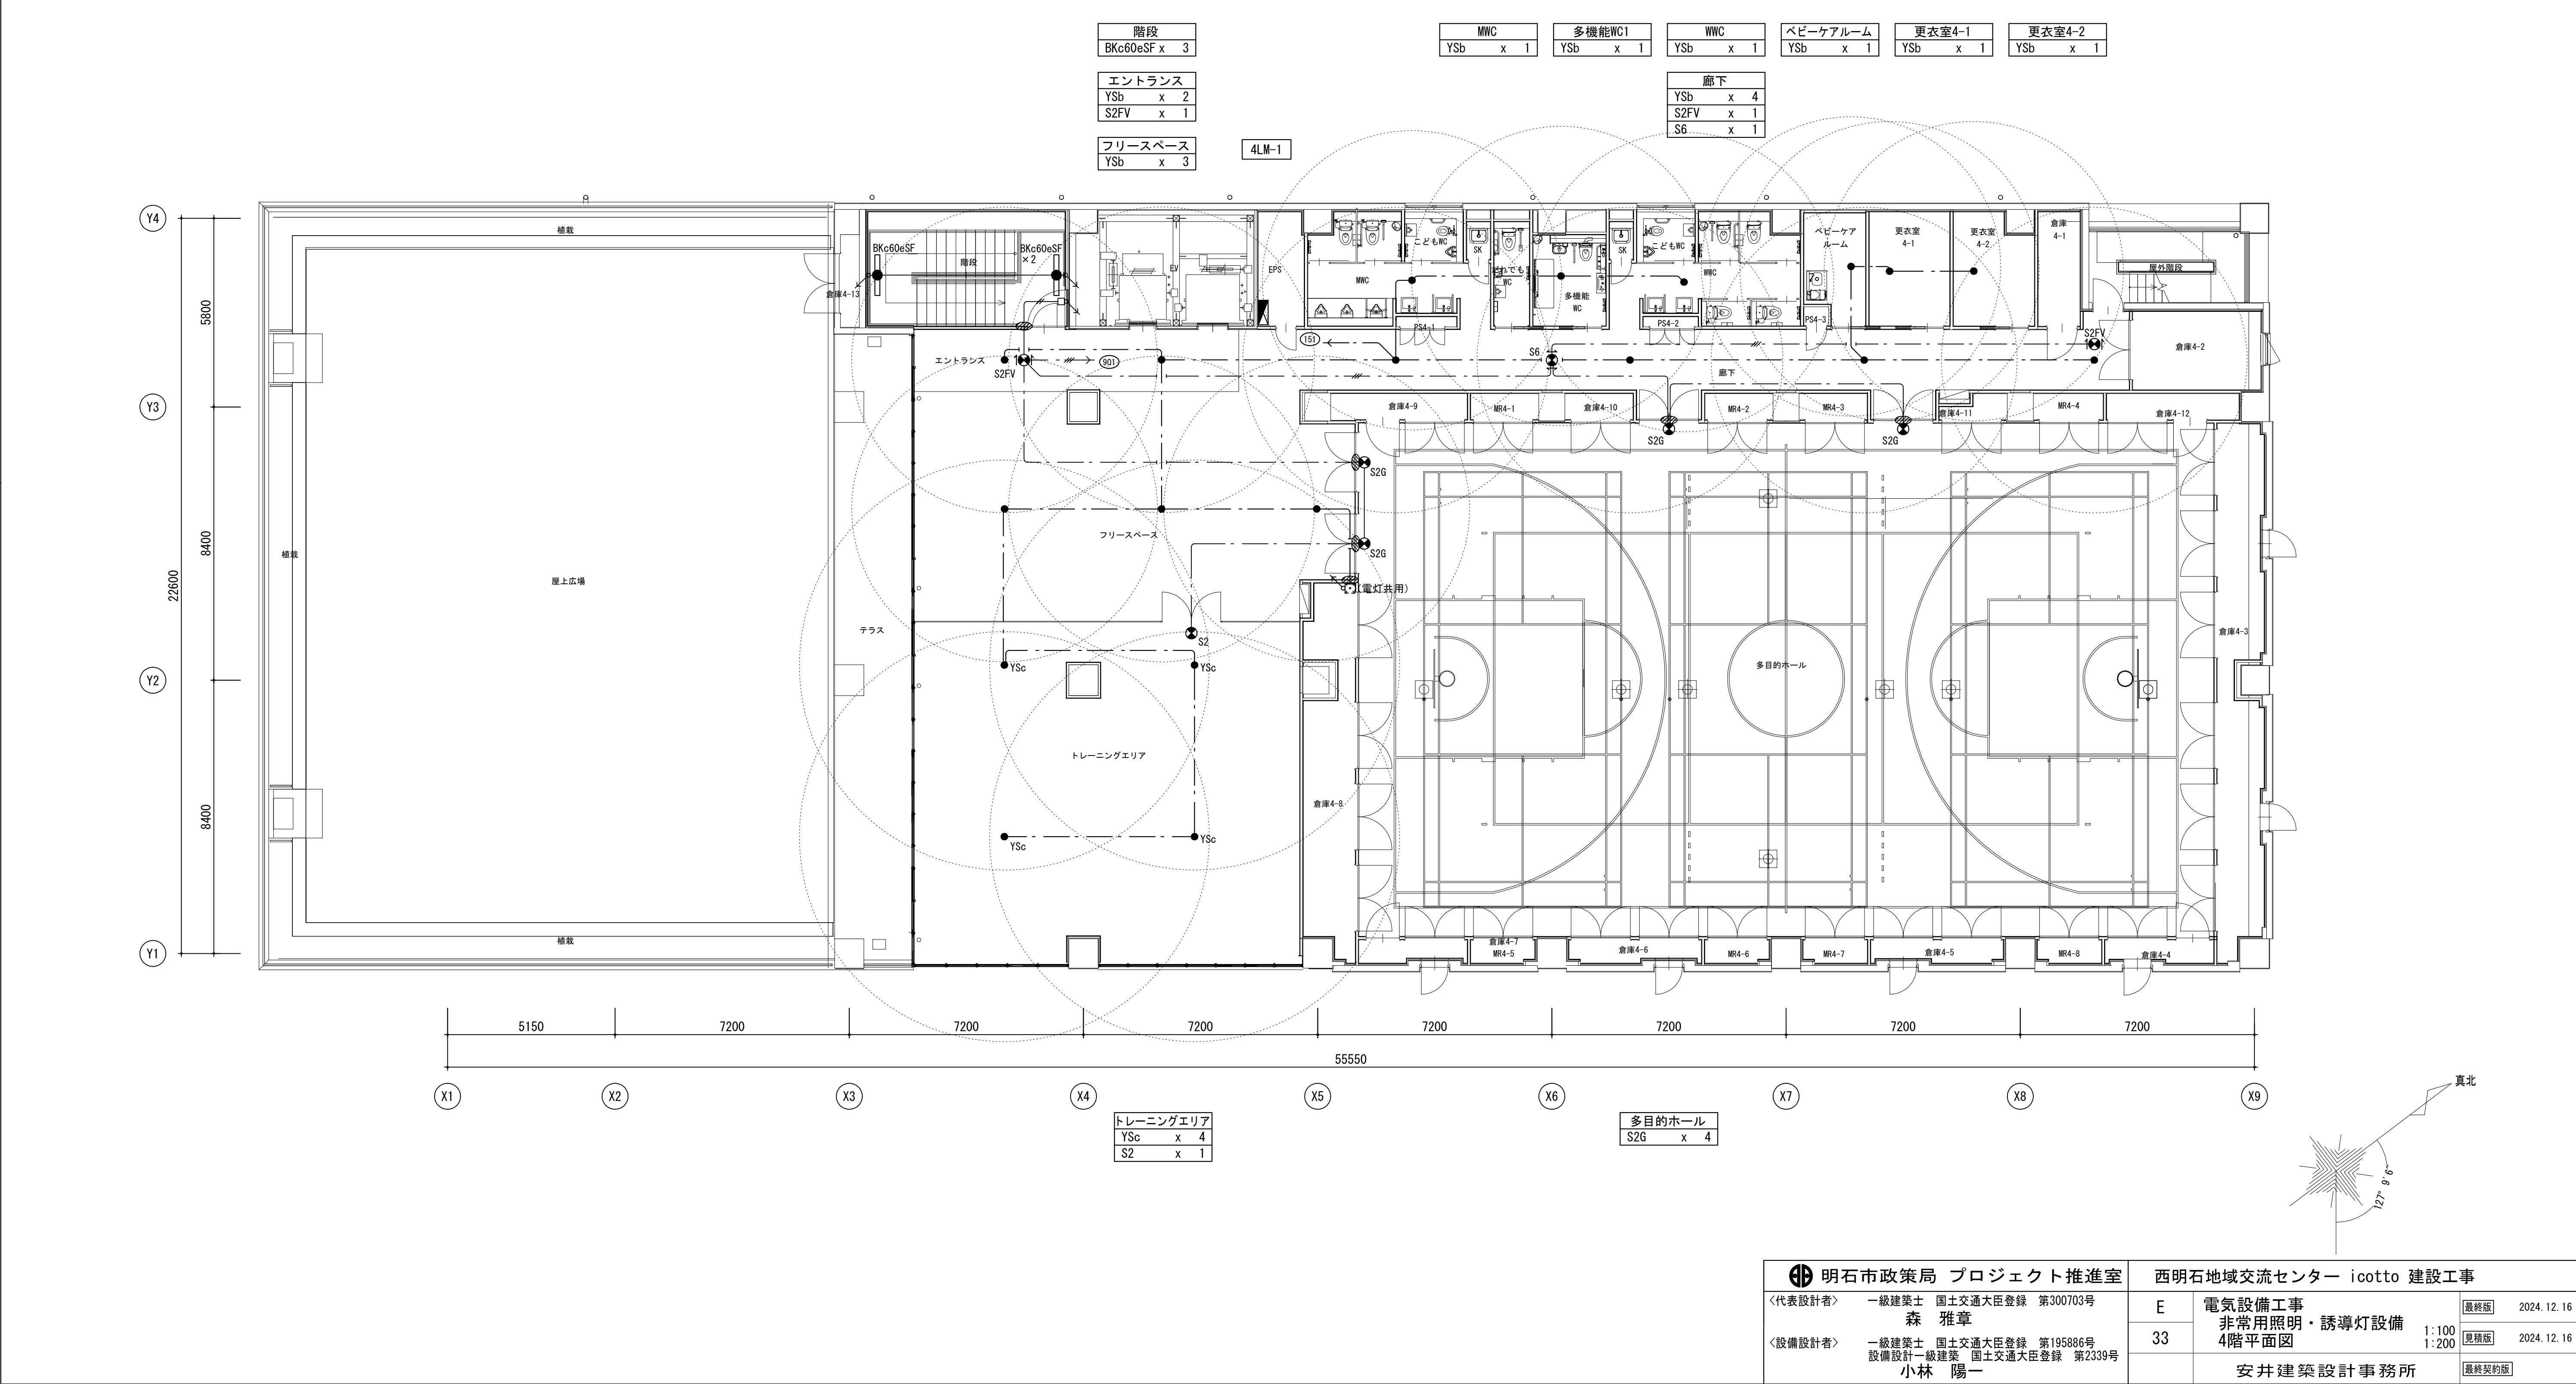 階段
BKc60eSF x 3
エントランス
YSb x 2
S2FV x 1
フリースペース
YSb x 3
4LM-1
MWC
YSb x 1
多機能WC1
YSb x 1
WWC
YSb x 1
ベビーケアルーム
YSb x 1
更衣室4-1
YSb x 1
更衣室4-2
YSb x 1
廊下
YSb x 4
S2FV x 1
S6 x 1
Y4
植栽
BKc60eSF
階段
BKc60eSF
×2
倉庫4-13
EV
EPS
MWC
こどもWC
SK
だれでも
WC
多機能
WC
SK
こどもWC
WWC
ベビーケア
ルーム
更衣室
4-1
更衣室
4-2
倉庫
4-1
屋外階段
5800
PS4-1
PS4-2
PS4-3
S2FV
倉庫4-2
エントランス
S2FV
901
151
S6
廊下
Y3
倉庫4-9
MR4-1
倉庫4-10
MR4-2
MR4-3
倉庫4-11
MR4-4
倉庫4-12
S2G
S2G
S2G
S2G
8400
22600
植栽
屋上広場
フリースペース
(電灯共用)
テラス
S2
倉庫4-3
Y2
YSc
YSc
多目的ホール
トレーニングエリア
倉庫4-8
8400
YSc
YSc
Y1
植栽
倉庫4-7
MR4-5
倉庫4-6
MR4-6
MR4-7
倉庫4-5
MR4-8
倉庫4-4
5150
7200
7200
7200
7200
7200
7200
7200
55550
X1
X2
X3
X4
X5
X6
X7
X8
X9
トレーニングエリア
YSc x 4
S2 x 1
多目的ホール
S2G x 4
真北
127° 9'6"
明石市政策局 プロジェクト推進室
西明石地域交流センター icotto 建設工事
〈代表設計者〉 一級建築士 国土交通大臣登録 第300703号
森 雅章
〈設備設計者〉 一級建築士 国土交通大臣登録 第195886号
設備設計一級建築 国土交通大臣登録 第2339号
小林 陽一
E
33
電気設備工事
非常用照明・誘導灯設備
4階平面図
1:100
1:200
最終版 2024.12.16
見積版 2024.12.16
最終契約版
安井建築設計事務所